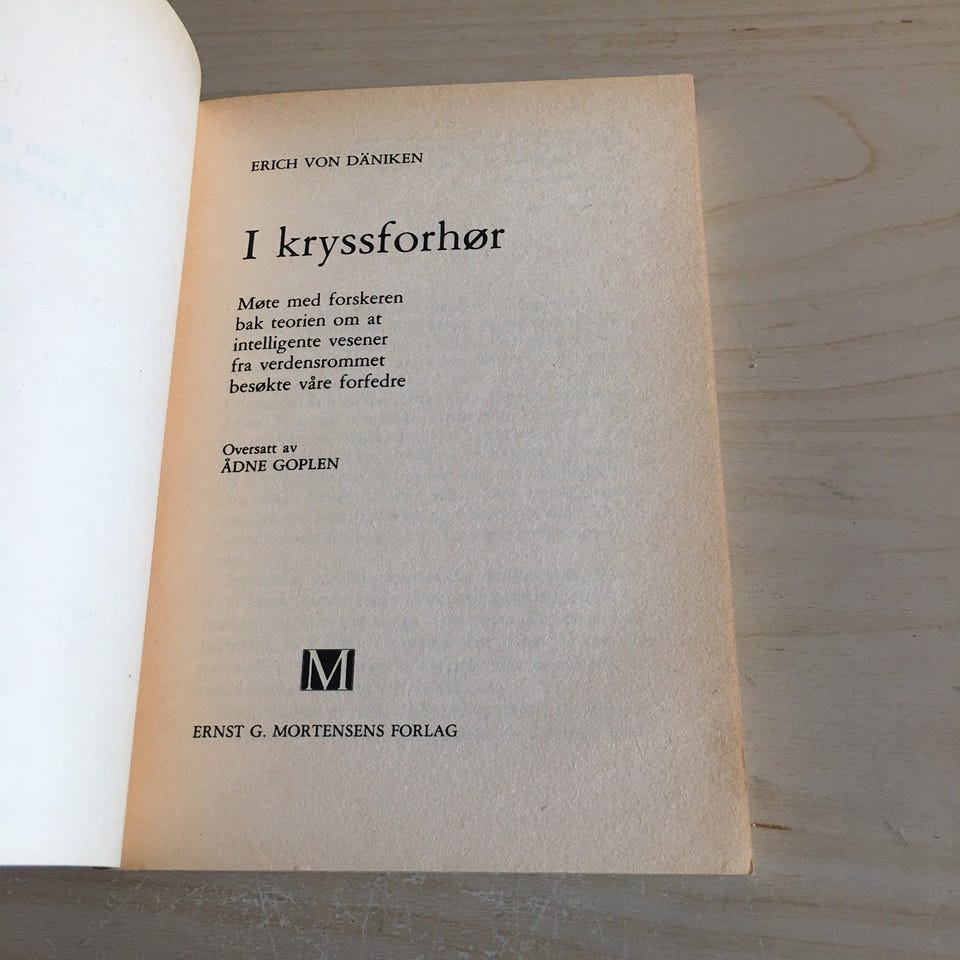 ERICH VON DÄNIKEN
I kryssforhør
Møte med forskeren
bak teorien om at
intelligente vesener
fra verdensrommet
besøkte våre forfedre
Oversatt av
ÅDNE GOPLEN
M
ERNST G. MORTENSENS FORLAG